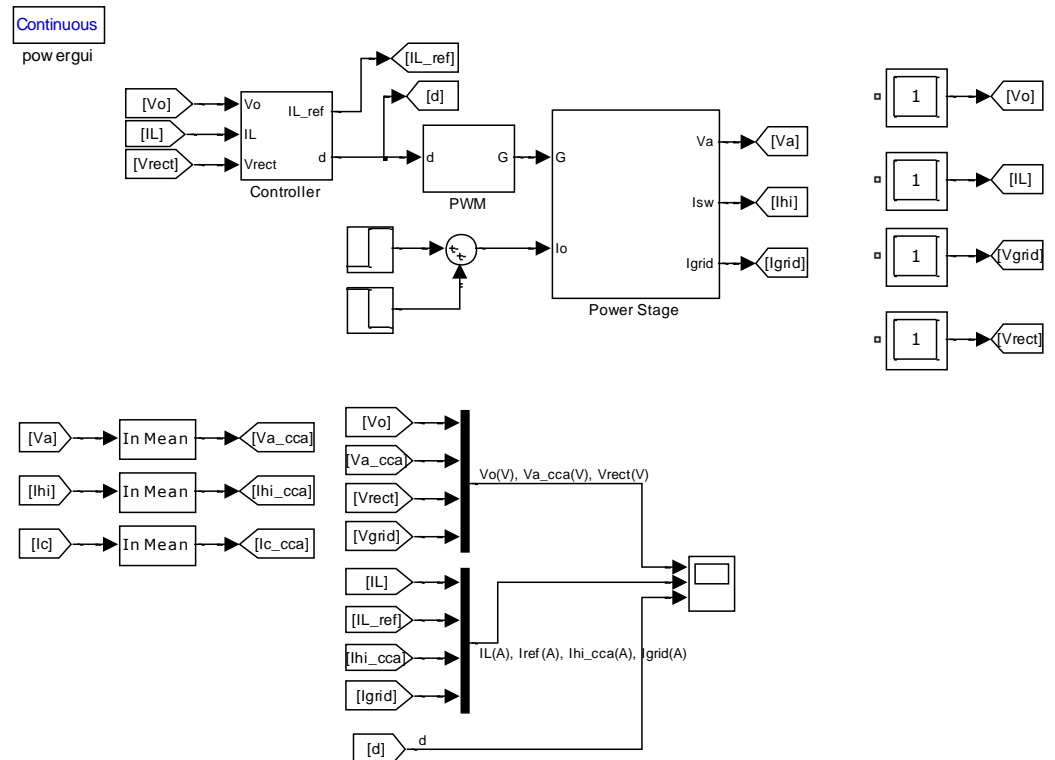 Continuous
powergui
[IL_ref]
[d]
[Vo]
[IL]
[Vrect]
Vo
IL
Vrect
IL_ref
d
Controller
d
G
PWM
G
Io
Va
Isw
Igrid
Power Stage
[Va]
[Ihi]
[Igrid]
1
[Vo]
1
[IL]
1
[Vgrid]
1
[Vrect]
[Va]
In Mean
[Va_cca]
[Ihi]
In Mean
[Ihi_cca]
[Ic]
In Mean
[Ic_cca]
[Vo]
[Va_cca]
[Vrect]
[Vgrid]
Vo(V), Va_cca(V), Vrect(V)
[IL]
[IL_ref]
[Ihi_cca]
[Igrid]
IL(A), Iref(A), Ihi_cca(A), Igrid(A)
[d]
d